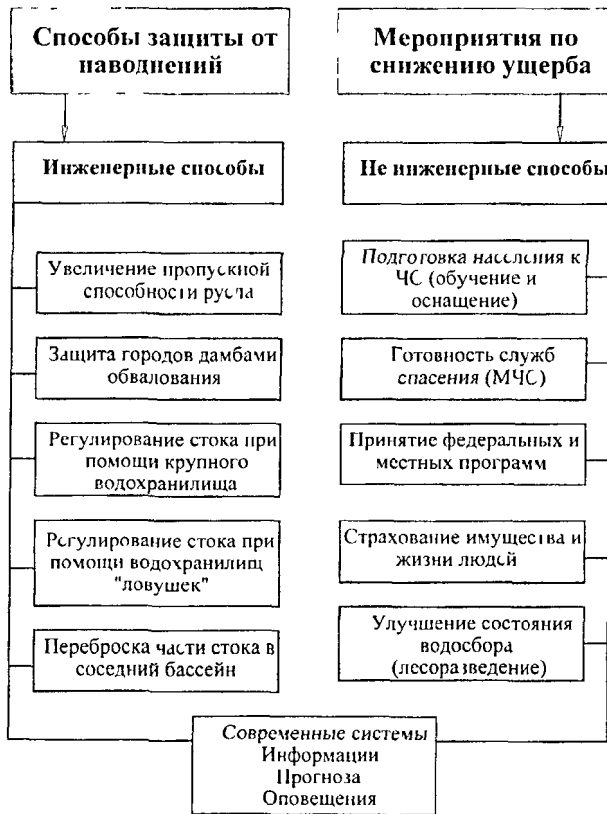 Способы защиты от
наводнений
Мероприятия по
снижению ущерба
Инженерные способы
Не инженерные способы
Увеличение пропускной
способности русла
Защита городов дамбами
обвалования
Регулирование стока при
помощи крупного
водохранилища
Регулирование стока при
помощи водохранилищ
"ловушек"
Переброска части стока в
соседний бассейн
Подготовка населения к
ЧС (обучение и
оснащение)
Готовность служб
спасения (МЧС)
Принятие федеральных и
местных программ
Страхование имущества и
жизни людей
Улучшение состояния
водосбора
(лесоразведение)
Современные системы
Информации
Прогноза
Оповещения